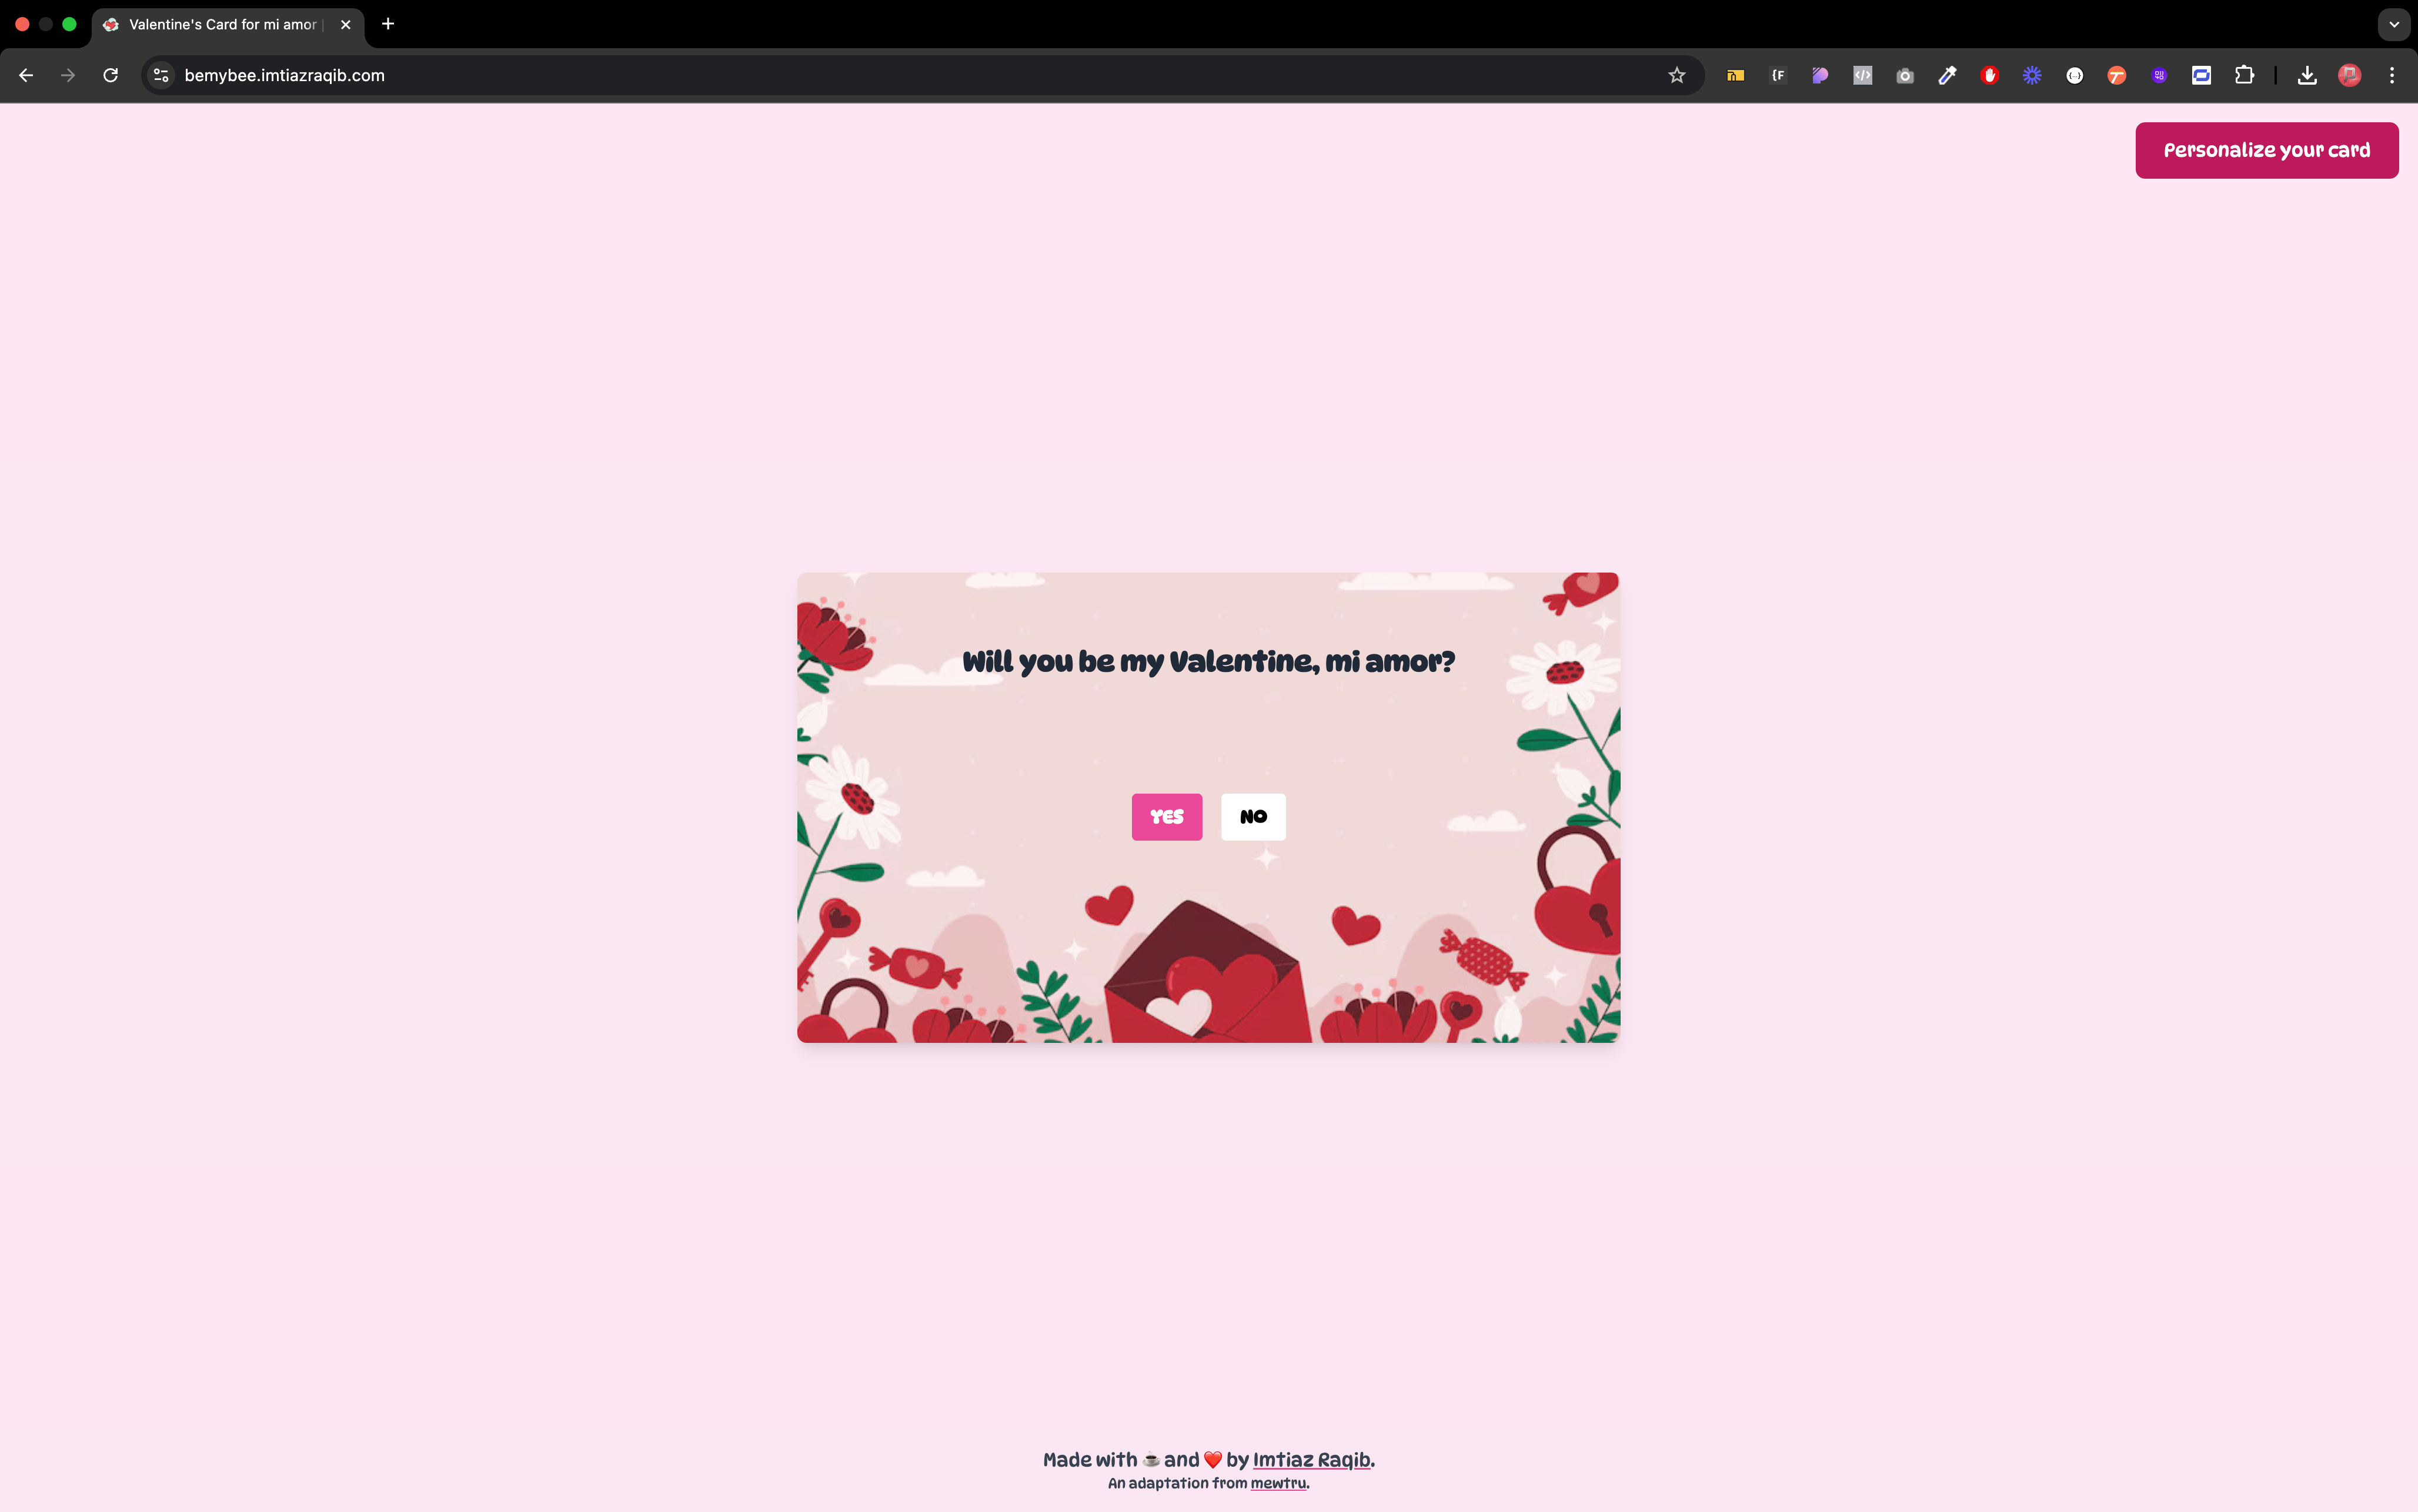 Valentine's Card for mi amor |
bemybee.imtiazraqib.com
Personalize your card
Will you be my Valentine, mi amor?
YES
NO
Made with ☕ and ❤️ by Imtiaz Raqib.
An adaptation from mewtru.